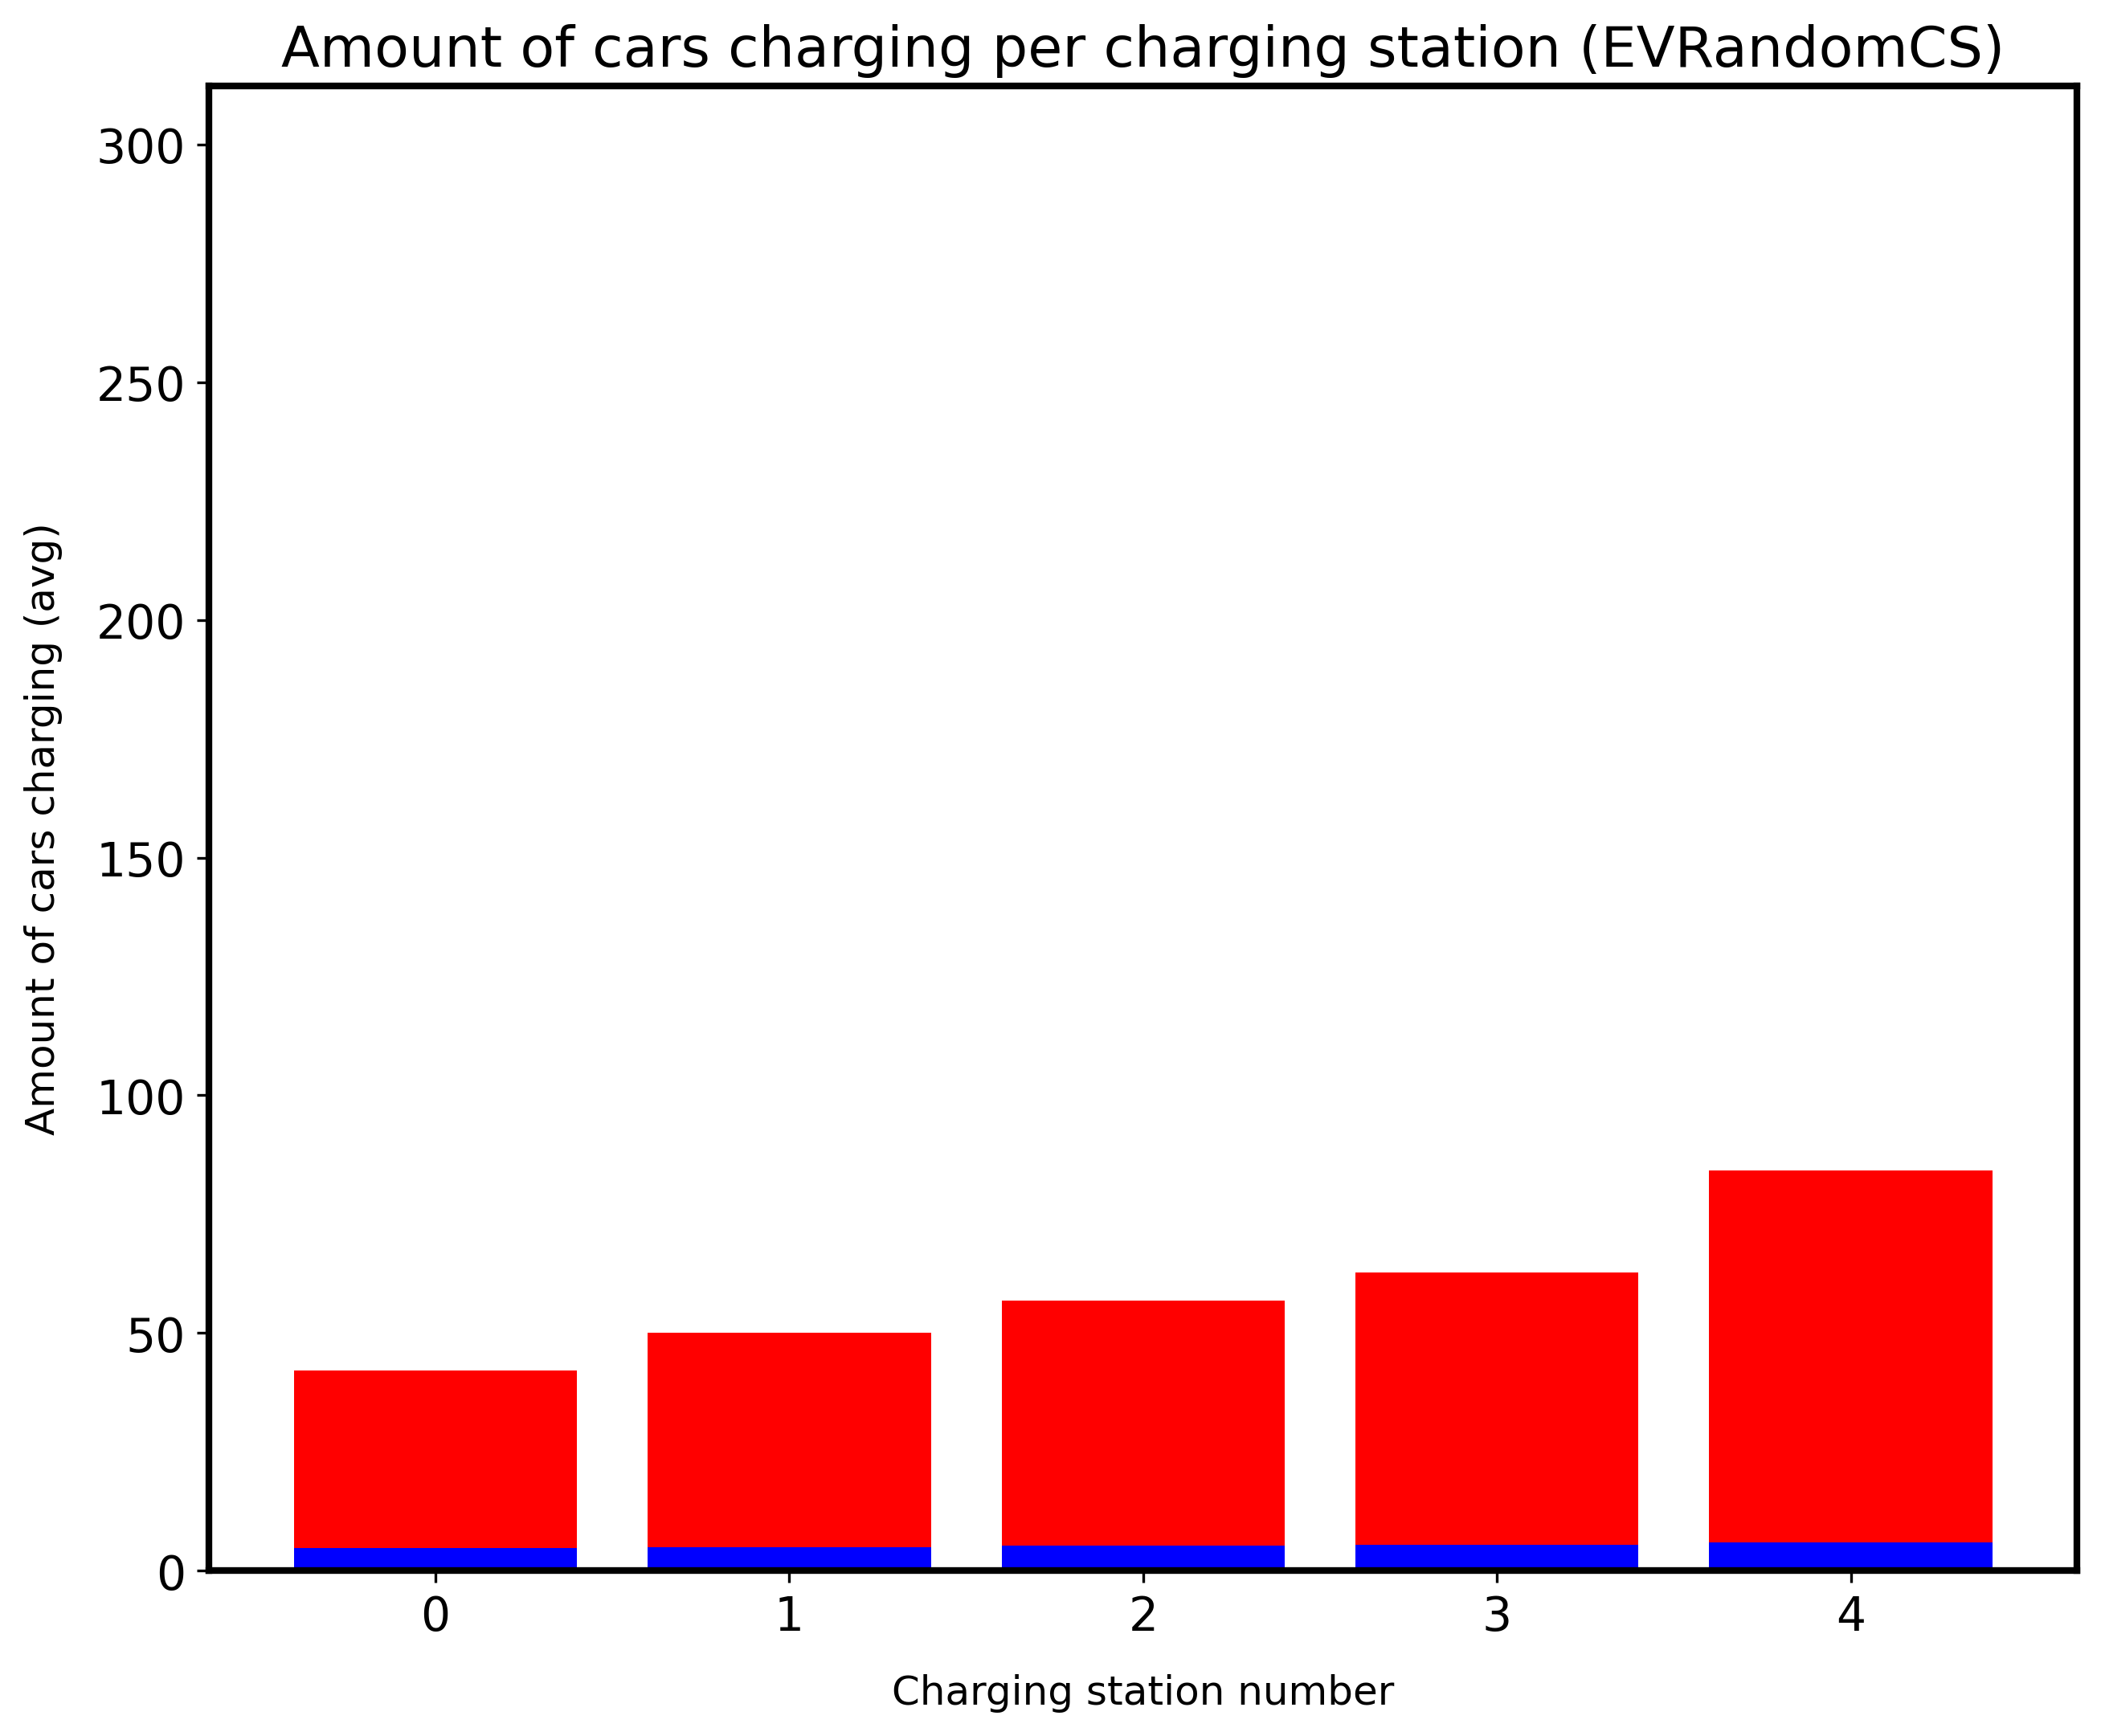 Amount of cars charging per charging station (EVRandomCS)
300
250
200
150
100
50
0
Amount of cars charging (avg)
0 1 2 3 4
Charging station number